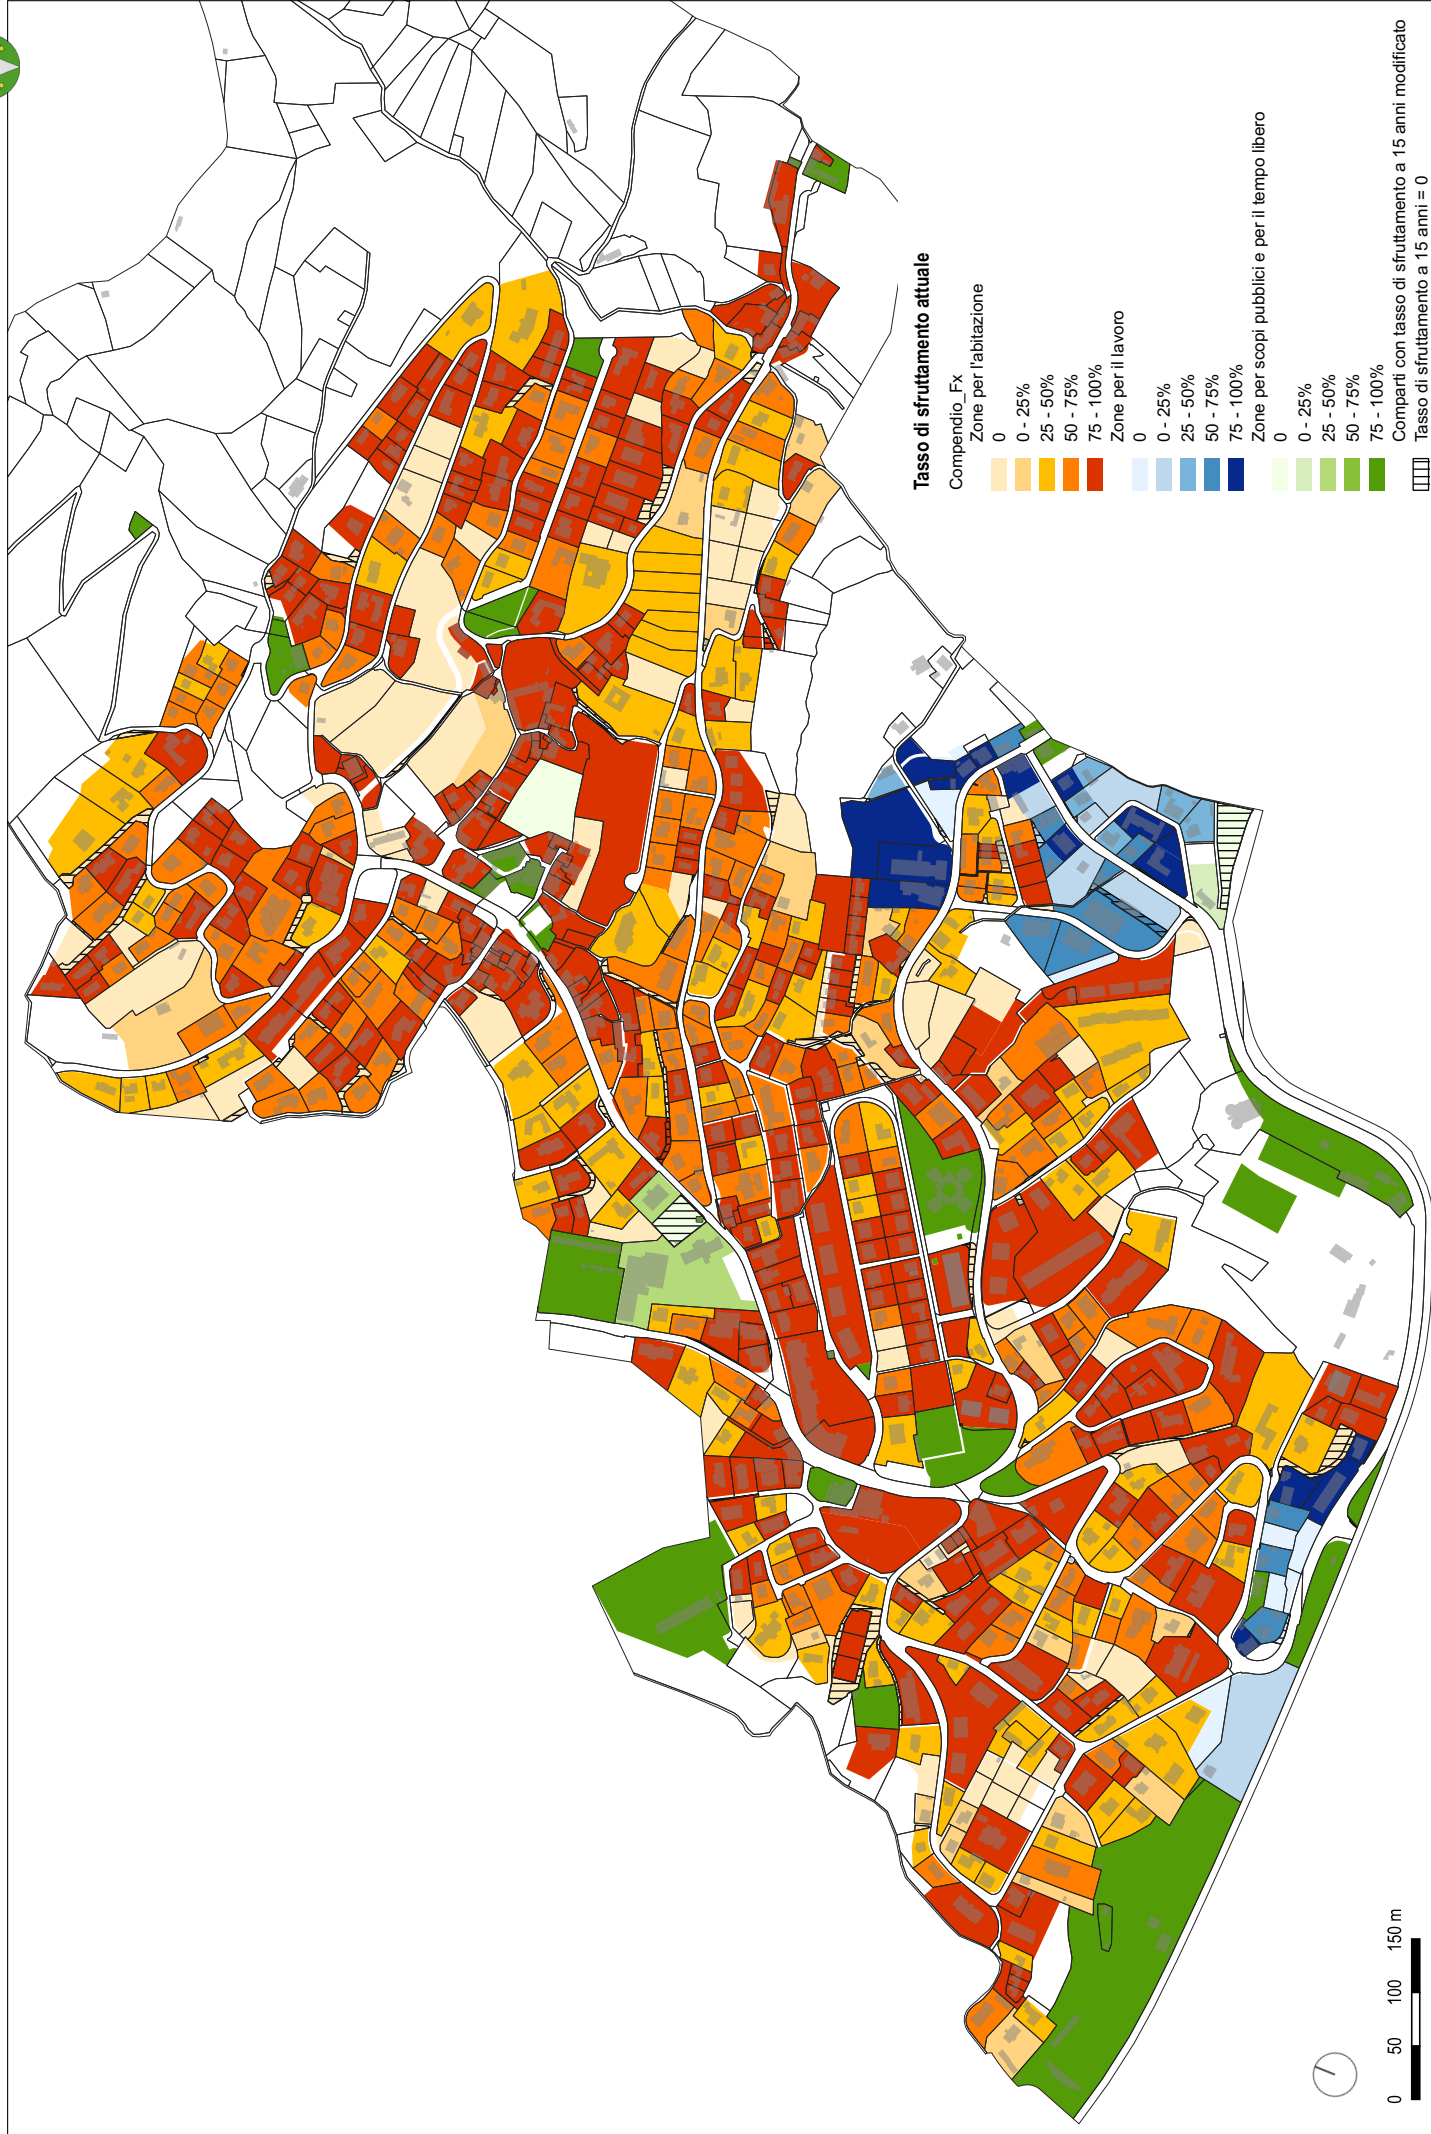 Tasso di sfruttamento attuale
Compendio_Fx
Zone per l'abitazione
0
0 - 25%
25 - 50%
50 - 75%
75 - 100%
Zone per il lavoro
0
0 - 25%
25 - 50%
50 - 75%
75 - 100%
Zone per scopi pubblici e per il tempo libero
0
0 - 25%
25 - 50%
50 - 75%
75 - 100%
Comparti con tasso di sfruttamento a 15 anni modificato
Tasso di sfruttamento a 15 anni = 0
0 50 100 150 m